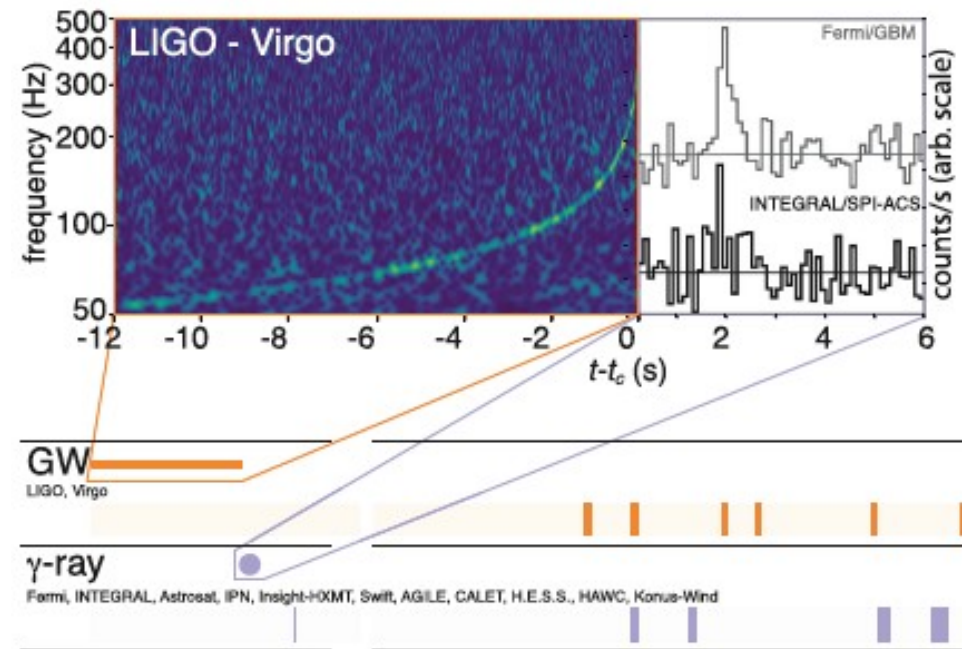 LIGO - Virgo
Fermi/GBM
INTEGRAL/SPI-ACS
frequency (Hz)
500
400
300
200
100
50
counts/s (arb. scale)
-12 -10 -8 -6 -4 -2 0 2 4 6
t-tc (s)
GW
LIGO, Virgo
γ-ray
Fermi, INTEGRAL, Astrosat, IPN, Insight-HXMT, Swift, AGILE, CALET, H.E.S.S., HAWC, Konus-Wind